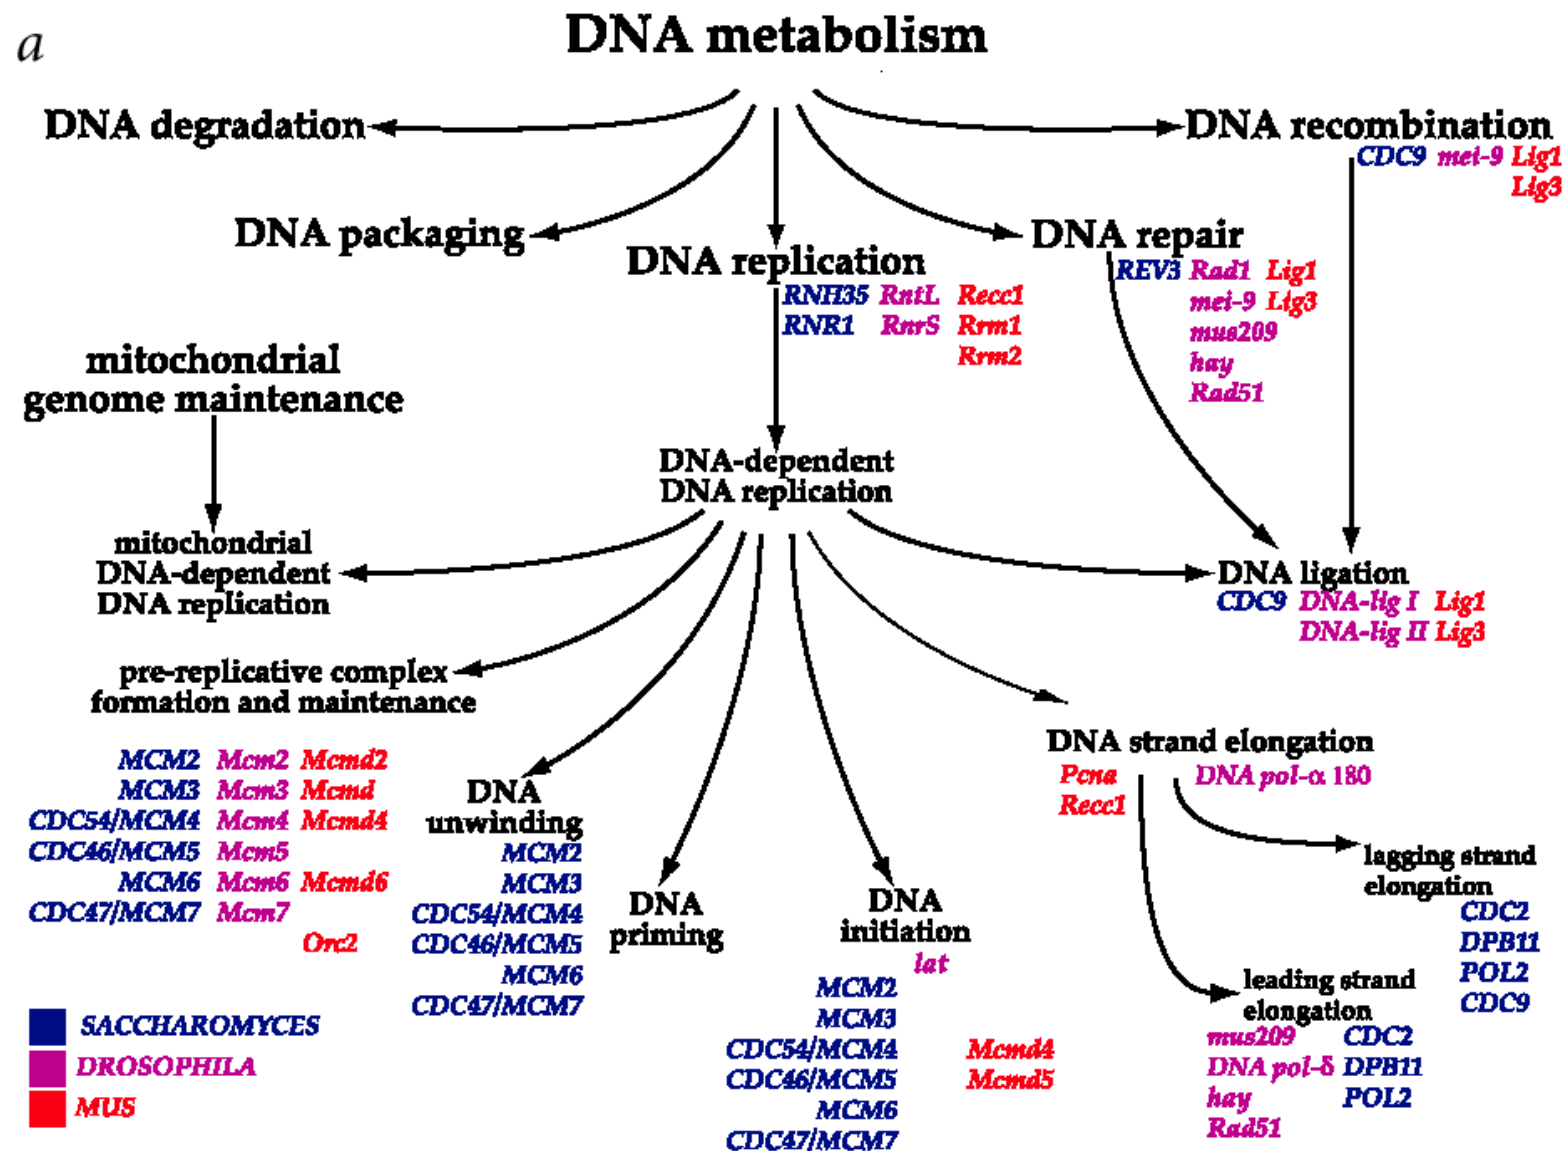 a
DNA metabolism
DNA degradation
DNA recombination
CDC9 mei-9 Lig1
Lig3
DNA packaging
DNA replication
RNH35 RntL Recc1
RNR1 RnrS Rrm1
Rrm2
DNA repair
REV3 Rad1 Lig1
mei-9 Lig3
mus209
hay
Rad51
mitochondrial
genome maintenance
DNA-dependent
DNA replication
mitochondrial
DNA-dependent
DNA replication
DNA ligation
CDC9 DNA-lig I Lig1
DNA-lig II Lig3
pre-replicative complex
formation and maintenance
MCM2 Mcm2 Mcmd2
MCM3 Mcm3 Mcmd
CDC54/MCM4 Mcm4 Mcmd4
CDC46/MCM5 Mcm5
MCM6 Mcm6 Mcmd6
CDC47/MCM7 Mcm7
Orc2
DNA
unwinding
MCM2
MCM3
CDC54/MCM4
CDC46/MCM5
MCM6
CDC47/MCM7
DNA
priming
DNA
initiation
lat
MCM2
MCM3
CDC54/MCM4 Mcmd4
CDC46/MCM5 Mcmd5
MCM6
CDC47/MCM7
DNA strand elongation
Pcna DNA pol-α 180
Recc1
lagging strand
elongation
CDC2
DPB11
POL2
CDC9
leading strand
elongation
mus209 CDC2
DNA pol-δ DPB11
hay POL2
Rad51
SACCHAROMYCES
DROSOPHILA
MUS